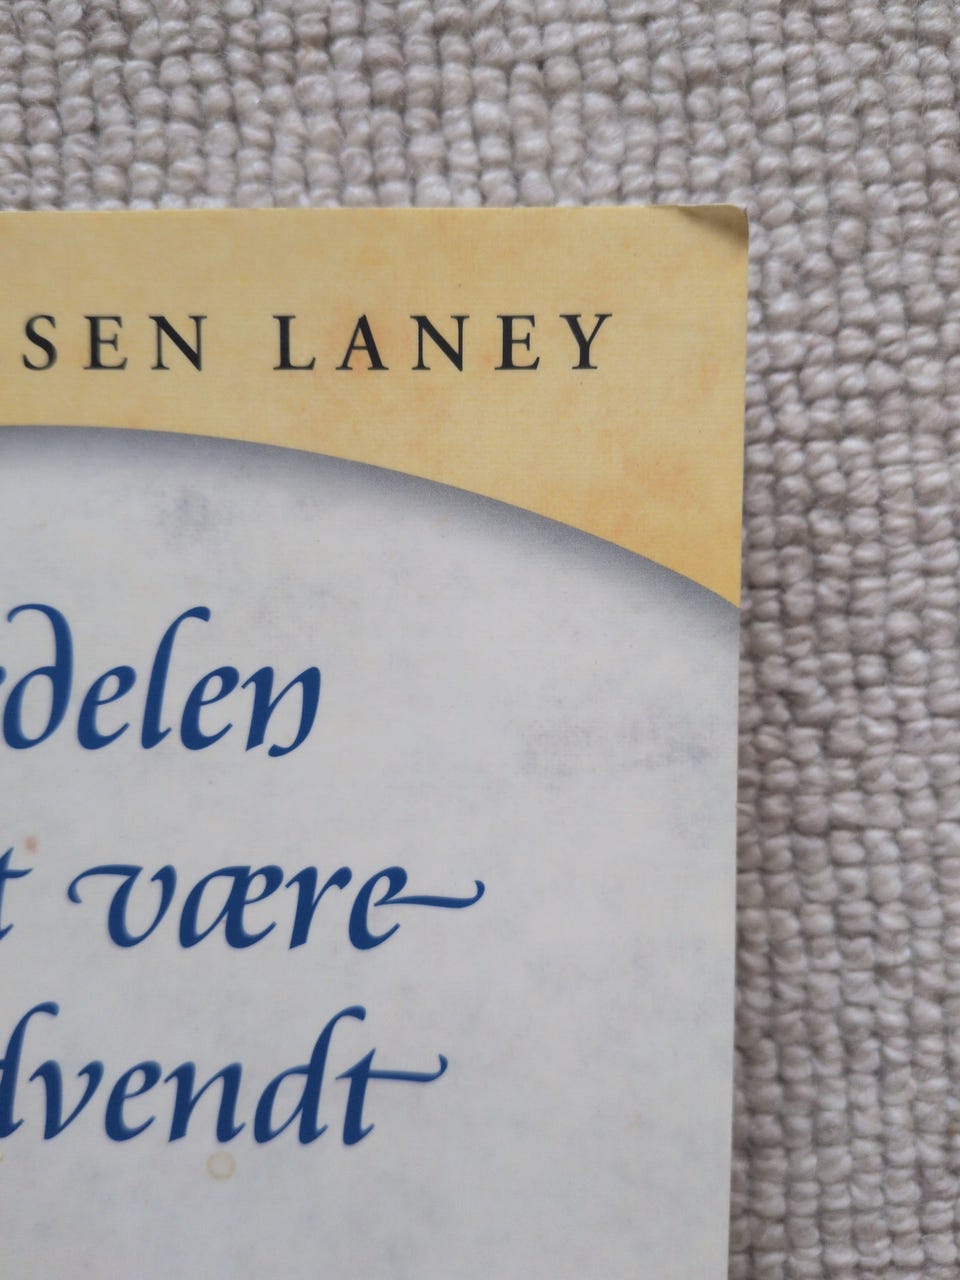 SEN LANEY
delen
t være
dvendt